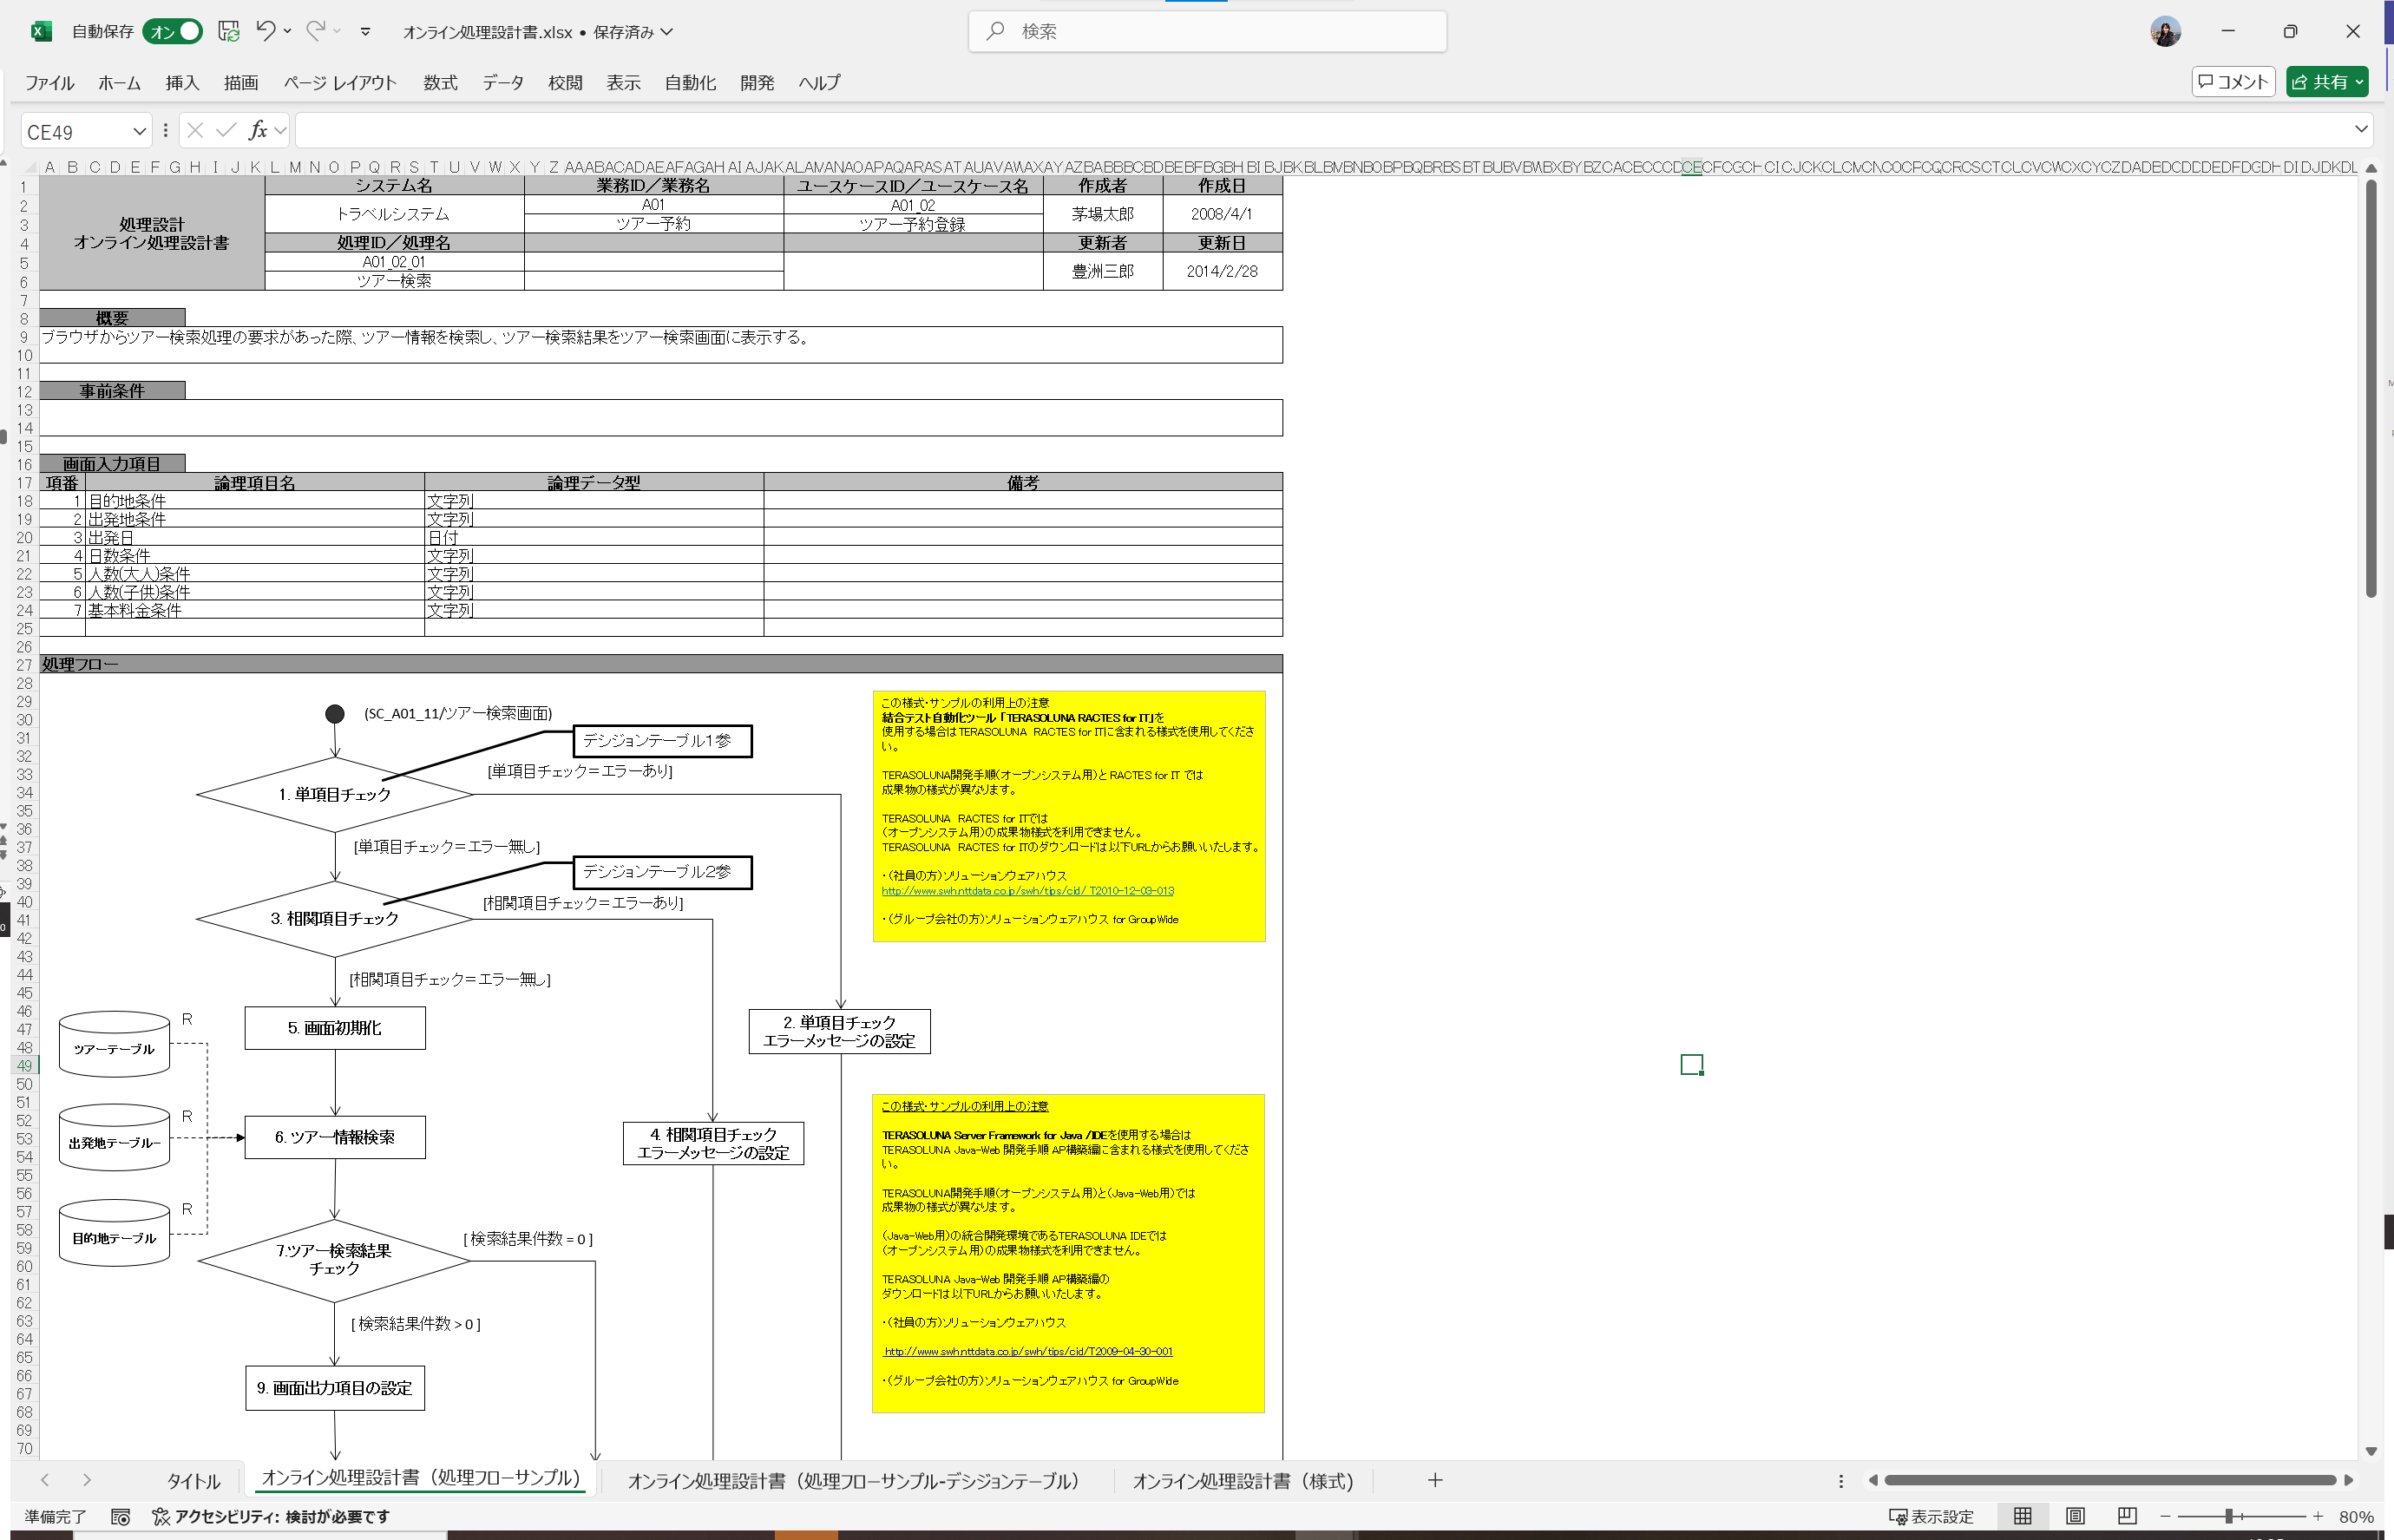 自動保存 オン オンライン処理設計書.xlsx • 保存済み 検索
ファイル ホーム 挿入 描画 ページ レイアウト 数式 データ 校閲 表示 自動化 開発 ヘルプ コメント 共有
CE49 fx
処理設計
オンライン処理設計書
システム名 業務ID／業務名 ユースケースID／ユースケース名 作成者 作成日
トラベルシステム A01 A01_02 茅場太郎 2008/4/1
ツアー予約 ツアー予約登録
処理ID／処理名 更新者 更新日
A01_02_01 豊洲三郎 2014/2/28
ツアー検索
概要
ブラウザからツアー検索処理の要求があった際、ツアー情報を検索し、ツアー検索結果をツアー検索画面に表示する。
事前条件
画面入力項目
項番 論理項目名 論理データ型 備考
1 目的地条件 文字列
2 出発地条件 文字列
3 出発日 日付
4 日数条件 文字列
5 人数(大人)条件 文字列
6 人数(子供)条件 文字列
7 基本料金条件 文字列
処理フロー
(SC_A01_11/ツアー検索画面)
デシジョンテーブル１参
[単項目チェック＝エラーあり]
1. 単項目チェック
[単項目チェック＝エラー無し]
デシジョンテーブル２参
[相関項目チェック＝エラーあり]
3. 相関項目チェック
[相関項目チェック＝エラー無し]
5. 画面初期化
2. 単項目チェック
エラーメッセージの設定
R
ツアーテーブル
R
出発地テーブルー
6. ツアー情報検索
4. 相関項目チェック
エラーメッセージの設定
R
目的地テーブル
7.ツアー検索結果
チェック
[ 検索結果件数 = 0 ]
[ 検索結果件数 > 0 ]
9. 画面出力項目の設定
この様式・サンプルの利用上の注意
結合テスト自動化ツール 「TERASOLUNA RACTES for IT」を
使用する場合はTERASOLUNA RACTES for ITに含まれる様式を使用してくださ
い。
TERASOLUNA開発手順(オープンシステム用)と RACTES for IT では
成果物の様式が異なります。
TERASOLUNA RACTES for ITでは
(オープンシステム用)の成果物様式を利用できません。
TERASOLUNA RACTES for ITのダウンロードは以下URLからお願いいたします。
・(社員の方)ソリューションウェアハウス
http://www.swh.nttdata.co.jp/swh/tips/cid/ T2010-12-03-013
・(グループ会社の方)ソリューションウェアハウス for GroupWide
この様式・サンプルの利用上の注意
TERASOLUNA Server Framework for Java /IDEを使用する場合は
TERASOLUNA Java-Web 開発手順 AP構築編に含まれる様式を使用してくださ
い。
TERASOLUNA開発手順(オープンシステム用)と(Java-Web用)では
成果物の様式が異なります。
(Java-Web用)の統合開発環境であるTERASOLUNA IDEでは
(オープンシステム用)の成果物様式を利用できません。
TERASOLUNA Java-Web 開発手順 AP構築編の
ダウンロードは以下URLからお願いいたします。
・(社員の方)ソリューションウェアハウス
http://www.swh.nttdata.co.jp/swh/tips/cid/T2009-04-30-001
・(グループ会社の方)ソリューションウェアハウス for GroupWide
タイトル オンライン処理設計書（処理フローサンプル） オンライン処理設計書（処理フローサンプル-デシジョンテーブル） オンライン処理設計書（様式）
準備完了 アクセシビリティ: 検討が必要です 表示設定 80%